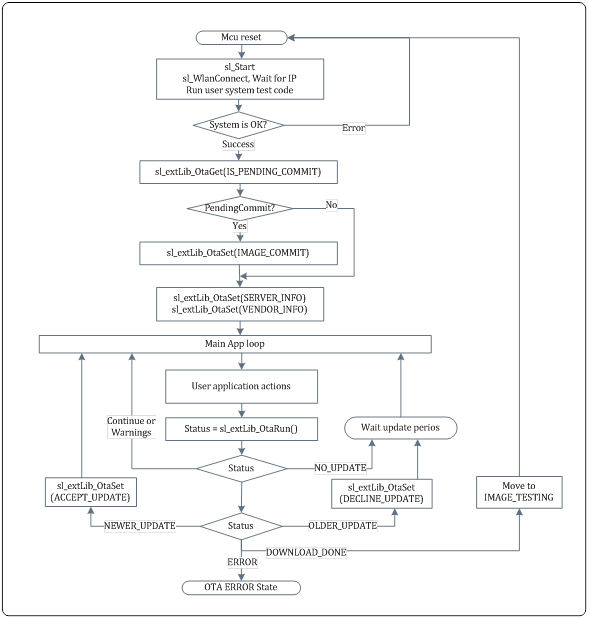 Mcu reset
sl_Start
sl_WlanConnect, Wait for IP
Run user system test code
System is OK?
Error
Success
sl_extLib_OtaGet(IS_PENDING_COMMIT)
PendingCommit?
No
Yes
sl_extLib_OtaSet(IMAGE_COMMIT)
sl_extLib_OtaSet(SERVER_INFO)
sl_extLib_OtaSet(VENDOR_INFO)
Main App loop
User application actions
Continue or
Warnings
Status = sl_extLib_OtaRun()
Wait update perios
Status
NO_UPDATE
sl_extLib_OtaSet
(ACCEPT_UPDATE)
sl_extLib_OtaSet
(DECLINE_UPDATE)
Move to
IMAGE_TESTING
NEWER_UPDATE
Status
OLDER_UPDATE
DOWNLOAD_DONE
ERROR
OTA ERROR State